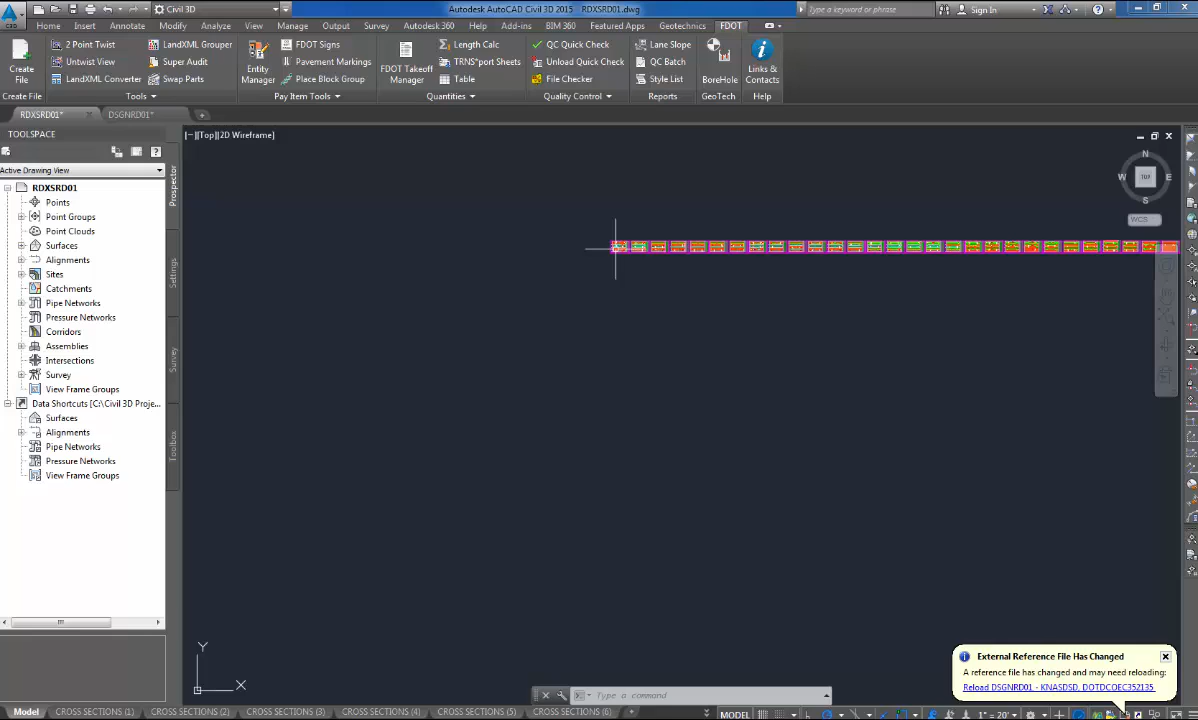 Civil 3D
Autodesk AutoCAD Civil 3D 2015 RDXSRD01.dwg
Type a keyword or phrase
Sign In
Home Insert Annotate Modify Analyze View Manage Output Survey Autodesk 360 Help Add-ins BIM 360 Featured Apps Geotechnics FDOT
2 Point Twist LandXML Grouper FDOT Signs Length Calc QC Quick Check Lane Slope
Untwist View Super Audit Pavement Markings TRNS*port Sheets Unload Quick Check QC Batch
LandXML Converter Swap Parts Place Block Group Table File Checker Style List
Create
File
Entity
Manager
FDOT Takeoff
Manager
BoreHole
Links &
Contacts
Create File Tools Pay Item Tools Quantities Quality Control Reports GeoTech Help
RDXSRD01* DSGNRD01*
TOOLSPACE
Active Drawing View
RDXSRD01
Points
Point Groups
Point Clouds
Surfaces
Alignments
Sites
Catchments
Pipe Networks
Pressure Networks
Corridors
Assemblies
Intersections
Survey
View Frame Groups
Data Shortcuts [C:\Civil 3D Proje...
Surfaces
Alignments
Pipe Networks
Pressure Networks
View Frame Groups
Prospector
Settings
Survey
Toolbox
[−][Top][2D Wireframe]
N
W TOP E
S
WCS
Y
X
External Reference File Has Changed
A reference file has changed and may need reloading:
Reload DSGNRD01 - KNASDSD, DOTDCOEC352135
Type a command
Model CROSS SECTIONS (1) CROSS SECTIONS (2) CROSS SECTIONS (3) CROSS SECTIONS (4) CROSS SECTIONS (5) CROSS SECTIONS (6) +
MODEL 1" = 20'